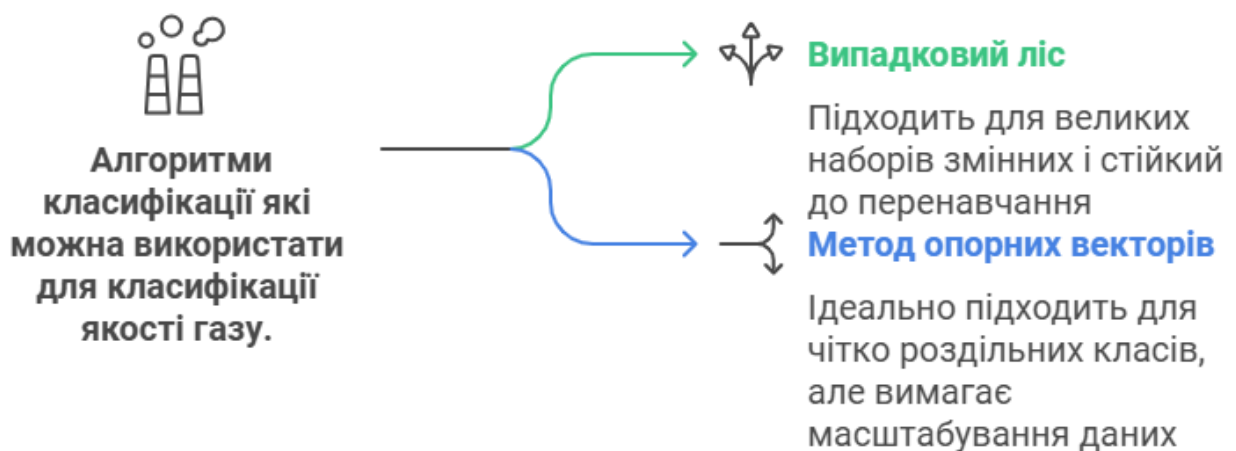 Алгоритми
класифікації які
можна використати
для класифікації
якості газу.
Випадковий ліс
Підходить для великих
наборів змінних і стійкий
до перенавчання
Метод опорних векторів
Ідеально підходить для
чітко роздільних класів,
але вимагає
масштабування даних